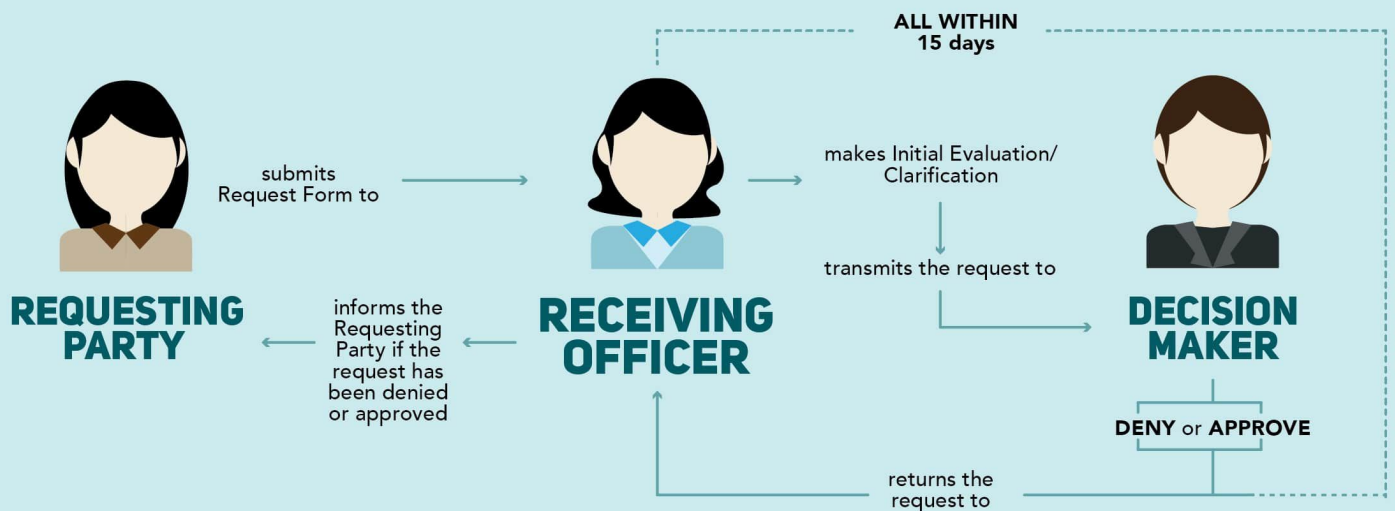 ALL WITHIN
15 days
submits
Request Form to
makes Initial Evaluation/
Clarification
transmits the request to
REQUESTING
PARTY
informs the
Requesting
Party if the
request has
been denied
or approved
RECEIVING
OFFICER
DECISION
MAKER
DENY or APPROVE
returns the
request to